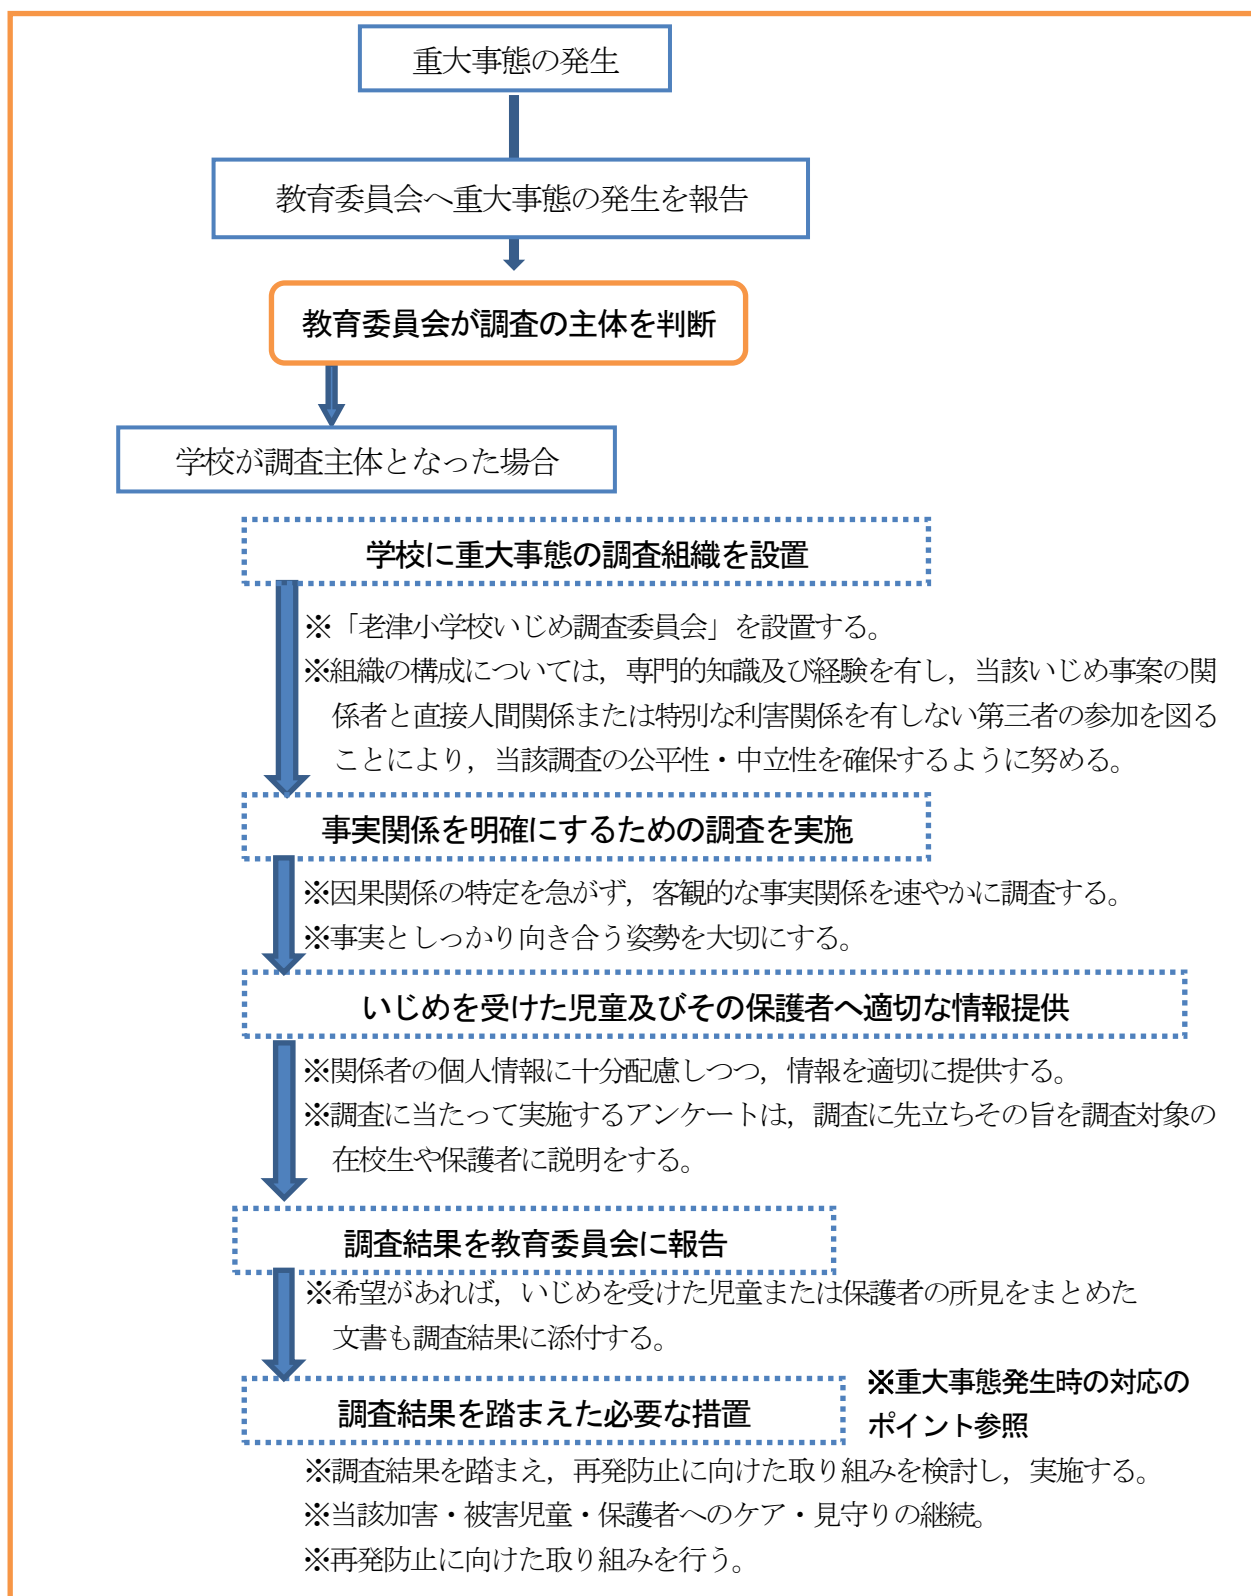 重大事態の発生
教育委員会へ重大事態の発生を報告
教育委員会が調査の主体を判断
学校が調査主体となった場合
学校に重大事態の調査組織を設置
※「老津小学校いじめ調査委員会」を設置する。
※組織の構成については，専門的知識及び経験を有し，当該いじめ事案の関
係者と直接人間関係または特別な利害関係を有しない第三者の参加を図る
ことにより，当該調査の公平性・中立性を確保するように努める。
事実関係を明確にするための調査を実施
※因果関係の特定を急がず，客観的な事実関係を速やかに調査する。
※事実としっかり向き合う姿勢を大切にする。
いじめを受けた児童及びその保護者へ適切な情報提供
※関係者の個人情報に十分配慮しつつ，情報を適切に提供する。
※調査に当たって実施するアンケートは，調査に先立ちその旨を調査対象の
在校生や保護者に説明をする。
調査結果を教育委員会に報告
※希望があれば，いじめを受けた児童または保護者の所見をまとめた
文書も調査結果に添付する。
調査結果を踏まえた必要な措置
※重大事態発生時の対応の
ポイント参照
※調査結果を踏まえ，再発防止に向けた取り組みを検討し，実施する。
※当該加害・被害児童・保護者へのケア・見守りの継続。
※再発防止に向けた取り組みを行う。